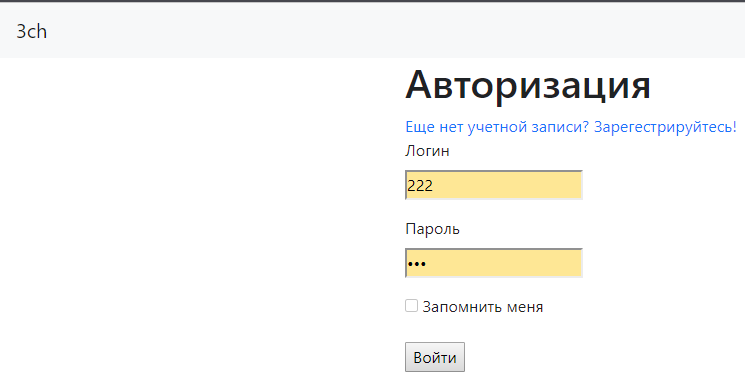 3ch
Авторизация
Еще нет учетной записи? Зарегестрируйтесь!
Логин
222
Пароль
•••
Запомнить меня
Войти